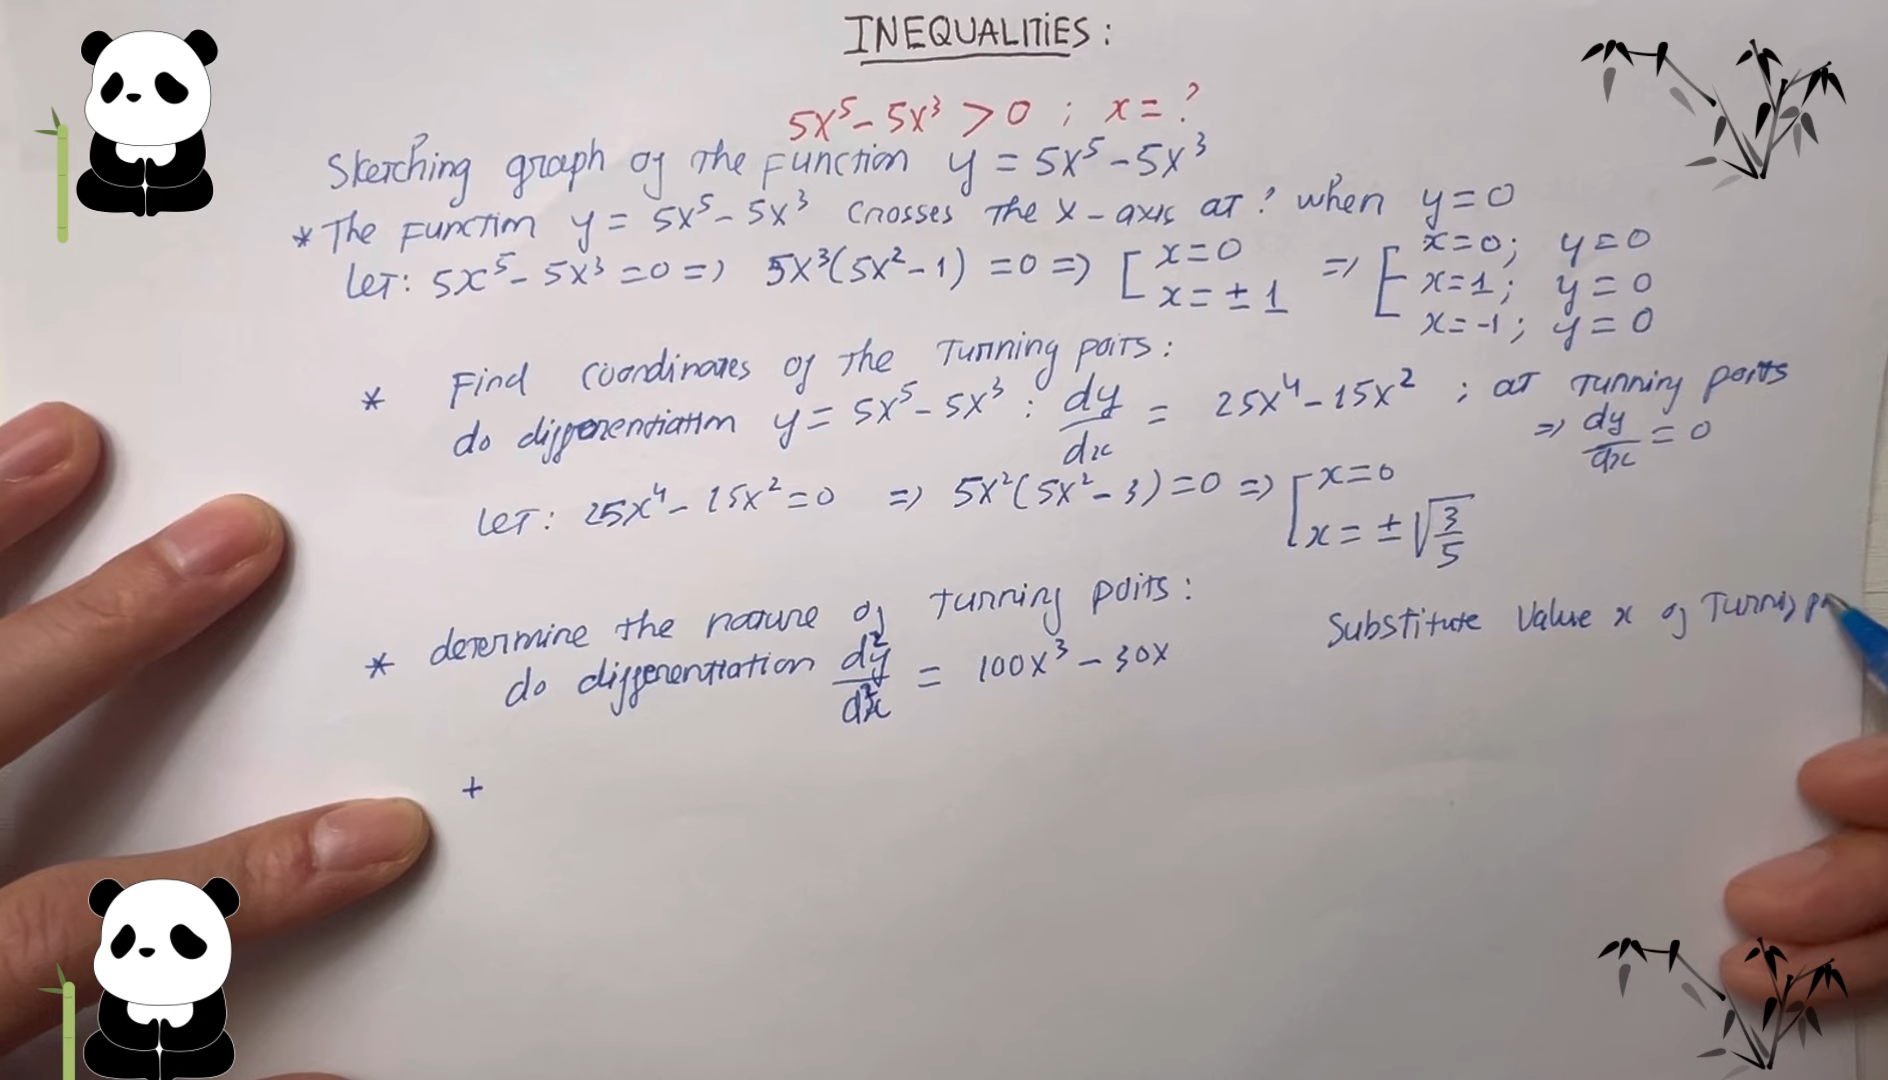 INEQUALITIES:
5x⁵ - 5x³ > 0 ; x = ?
Sketching graph of the function y = 5x⁵ - 5x³
* The function y = 5x⁵ - 5x³ crosses the x-axis at? when y = 0
let: 5x⁵ - 5x³ = 0 => 5x³(5x² - 1) = 0 => [ x = 0 x = ± 1 => [ x = 0; y = 0 x = 1; y = 0 x = -1; y = 0
* Find coordinates of the turning poits:
do differentiation y = 5x⁵ - 5x³ : dy/dx = 25x⁴ - 15x² ; at turning points => dy/dx = 0
let: 25x⁴ - 15x² = 0 => 5x²(5x² - 3) = 0 => [ x = 0 x = ± √(3/5)
* determine the nature of turning poits:
do differentiation d²y/d²x = 100x³ - 30x
Substitute Value x of Turning
+